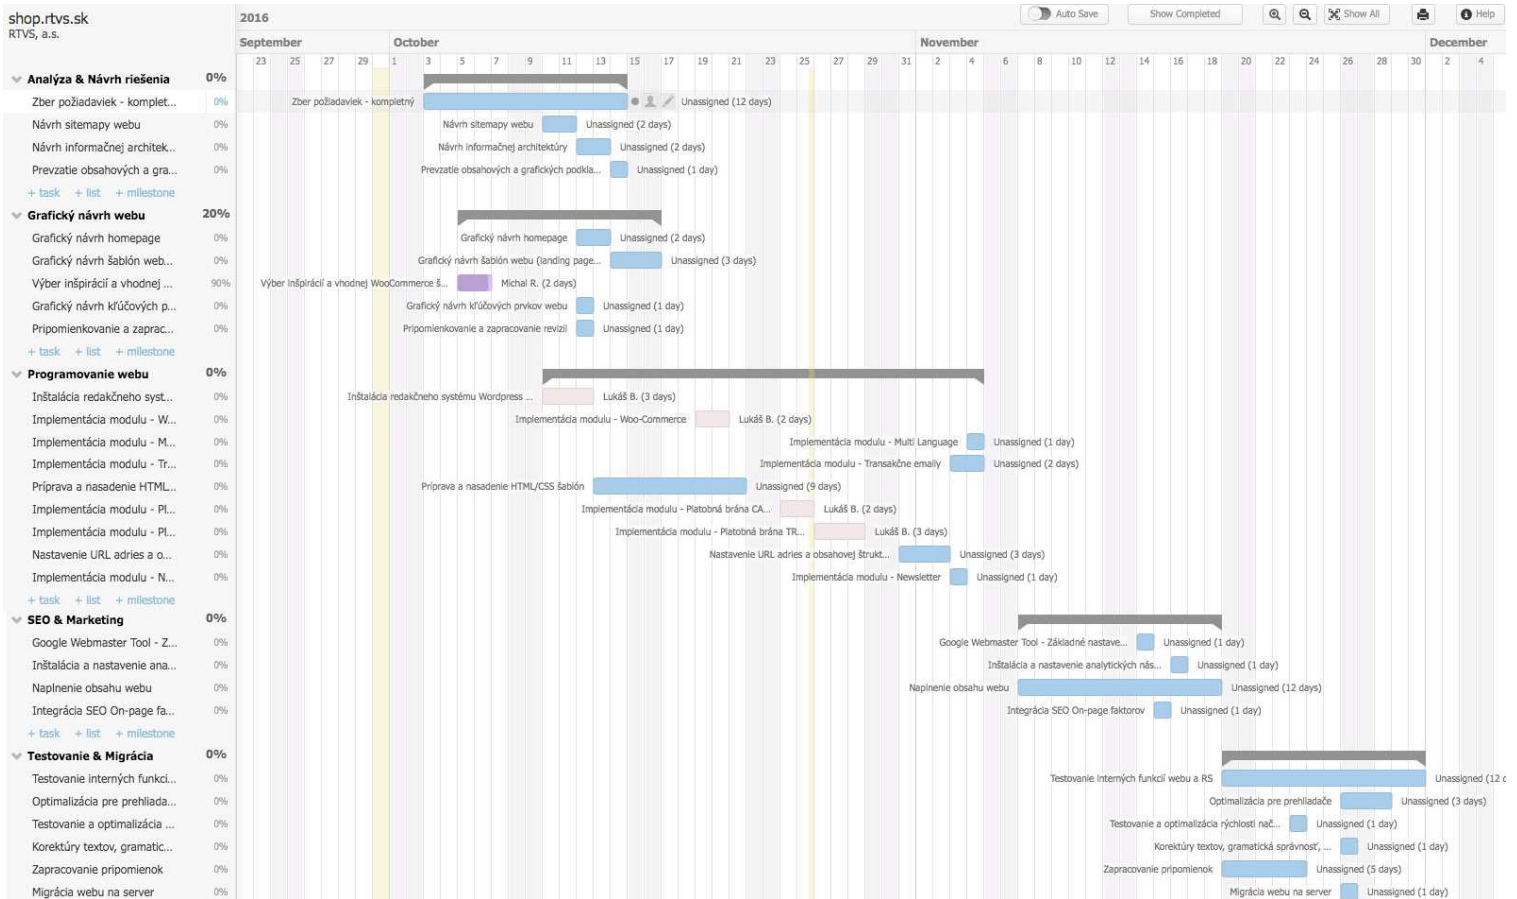 shop.rtvs.sk
RTVS, a.s.
2016
Auto Save
Show Completed
Show All
Help
September October November December
23 25 27 29 1 3 5 7 9 11 13 15 17 19 21 23 25 27 29 31 2 4 6 8 10 12 14 16 18 20 22 24 26 28 30 2 4
Analýza & Návrh riešenia 0%
Zber požiadaviek - komplet... 0% Zber požiadaviek - kompletný Unassigned (12 days)
Návrh sitemapy webu 0% Návrh sitemapy webu Unassigned (2 days)
Návrh informačnej architek... 0% Návrh informačnej architektúry Unassigned (2 days)
Prevzatie obsahových a gra... 0% Prevzatie obsahových a grafických podkla... Unassigned (1 day)
+ task + list + milestone
Grafický návrh webu 20%
Grafický návrh homepage 0% Grafický návrh homepage Unassigned (2 days)
Grafický návrh šablón web... 0% Grafický návrh šablón webu (landing page... Unassigned (3 days)
Výber inšpirácií a vhodnej ... 90% Výber inšpirácií a vhodnej WooCommerce š... Michal R. (2 days)
Grafický návrh kľúčových p... 0% Grafický návrh kľúčových prvkov webu Unassigned (1 day)
Pripomienkovanie a zaprac... 0% Pripomienkovanie a zapracovanie revizií Unassigned (1 day)
+ task + list + milestone
Programovanie webu 0%
Inštalácia redakčneho syst... 0% Inštalácia redakčneho systému Wordpress ... Lukáš B. (3 days)
Implementácia modulu - W... 0% Implementácia modulu - Woo-Commerce Lukáš B. (2 days)
Implementácia modulu - M... 0% Implementácia modulu - Multi Language Unassigned (1 day)
Implementácia modulu - Tr... 0% Implementácia modulu - Transakčne emaily Unassigned (2 days)
Príprava a nasadenie HTML... 0% Príprava a nasadenie HTML/CSS šablón Unassigned (9 days)
Implementácia modulu - Pl... 0% Implementácia modulu - Platobná brána CA... Lukáš B. (2 days)
Implementácia modulu - Pl... 0% Implementácia modulu - Platobná brána TR... Lukáš B. (3 days)
Nastavenie URL adries a o... 0% Nastavenie URL adries a obsahovej štrukt... Unassigned (3 days)
Implementácia modulu - N... 0% Implementácia modulu - Newsletter Unassigned (1 day)
+ task + list + milestone
SEO & Marketing 0%
Google Webmaster Tool - Z... 0% Google Webmaster Tool - Základné nastave... Unassigned (1 day)
Inštalácia a nastavenie ana... 0% Inštalácia a nastavenie analytických nás... Unassigned (1 day)
Naplnenie obsahu webu 0% Naplnenie obsahu webu Unassigned (12 days)
Integrácia SEO On-page fa... 0% Integrácia SEO On-page faktorov Unassigned (1 day)
+ task + list + milestone
Testovanie & Migrácia 0%
Testovanie interných funkci... 0% Testovanie interných funkcií webu a RS Unassigned (12 d
Optimalizácia pre prehliada... 0% Optimalizácia pre prehliadače Unassigned (3 days)
Testovanie a optimalizácia ... 0% Testovanie a optimalizácia rýchlosti nač... Unassigned (1 day)
Korektúry textov, gramatic... 0% Korektúry textov, gramatická správnosť, ... Unassigned (1 day)
Zapracovanie pripomienok 0% Zapracovanie pripomienok Unassigned (5 days)
Migrácia webu na server 0% Migrácia webu na server Unassigned (1 day)